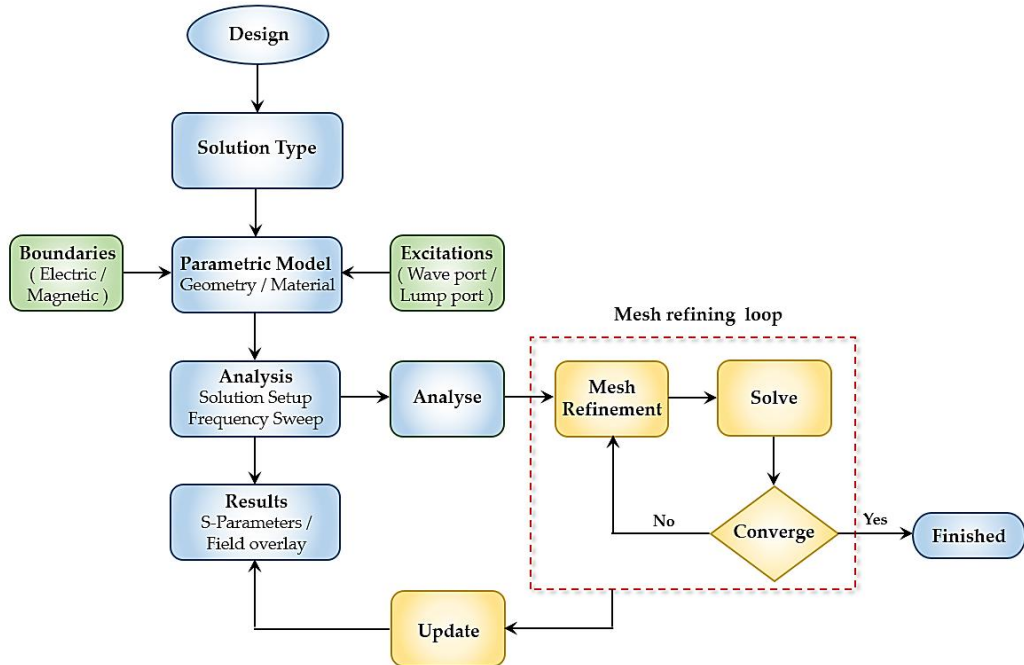 Design
Solution Type
Boundaries
( Electric /
Magnetic )
Parametric Model
Geometry / Material
Excitations
( Wave port /
Lump port )
Mesh refining loop
Analysis
Solution Setup
Frequency Sweep
Analyse
Mesh
Refinement
Solve
Results
S-Parameters /
Field overlay
No
Converge
Yes
Finished
Update